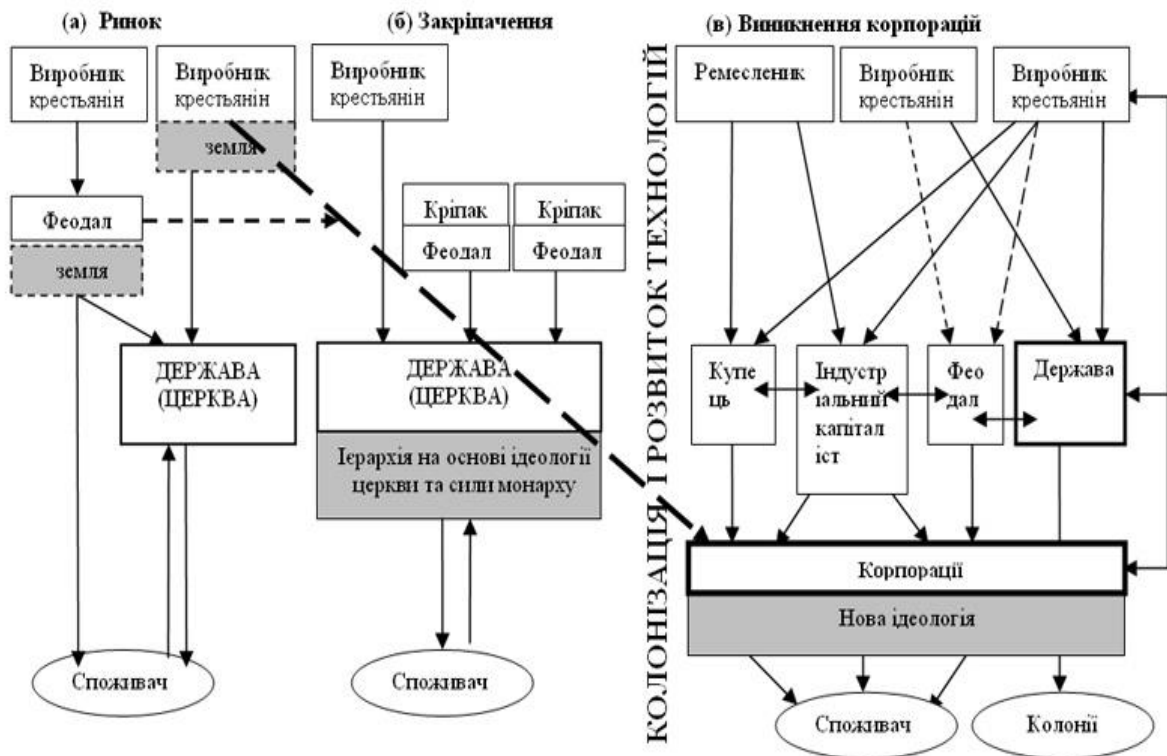 (а) Ринок
Виробник
крестьянін
Виробник
крестьянін
земля
Феодал
земля
ДЕРЖАВА
(ЦЕРКВА)
Споживач
(б) Закріпачення
Виробник
крестьянін
Кріпак
Феодал
Кріпак
Феодал
ДЕРЖАВА
(ЦЕРКВА)
Ієрархія на основі ідеології
церкви та сили монарху
Споживач
КОЛОНІЗАЦІЯ І РОЗВИТОК ТЕХНОЛОГІЙ
(в) Виникнення корпорацій
Ремесленик
Виробник
крестьянін
Виробник
крестьянін
Купе
ць
Індустр
іальний
капітал
іст
Фео
дал
Держава
Корпорації
Нова ідеологія
Споживач
Колонії